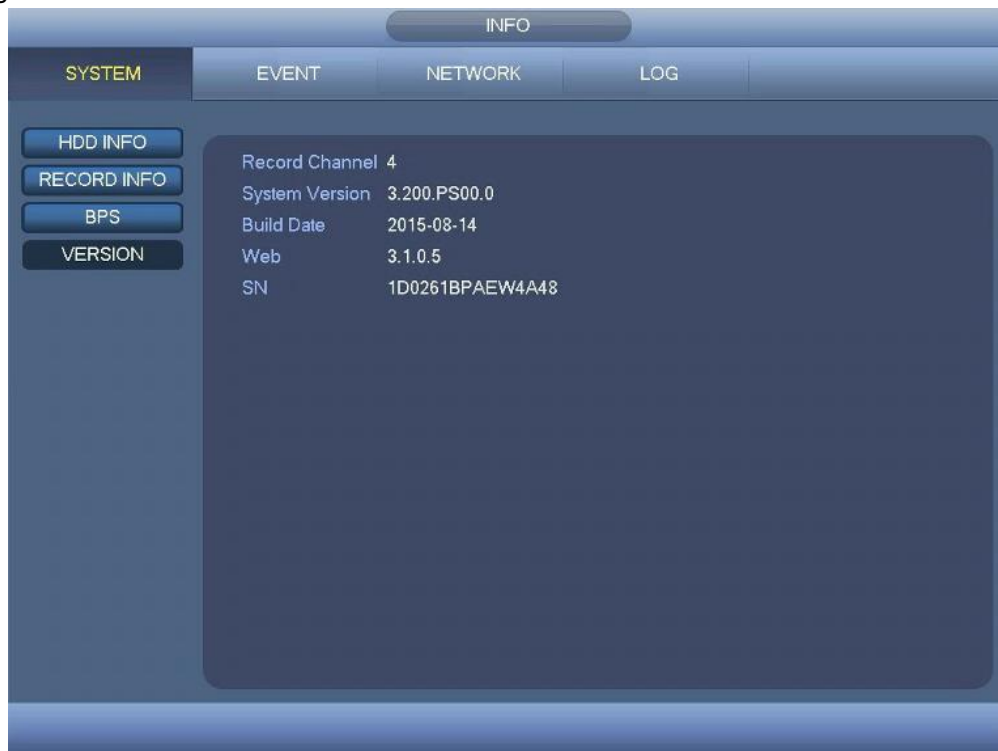 INFO
SYSTEM EVENT NETWORK LOG
HDD INFO
RECORD INFO
BPS
VERSION
Record Channel 4
System Version 3.200.PS00.0
Build Date 2015-08-14
Web 3.1.0.5
SN 1D0261BPAEW4A48